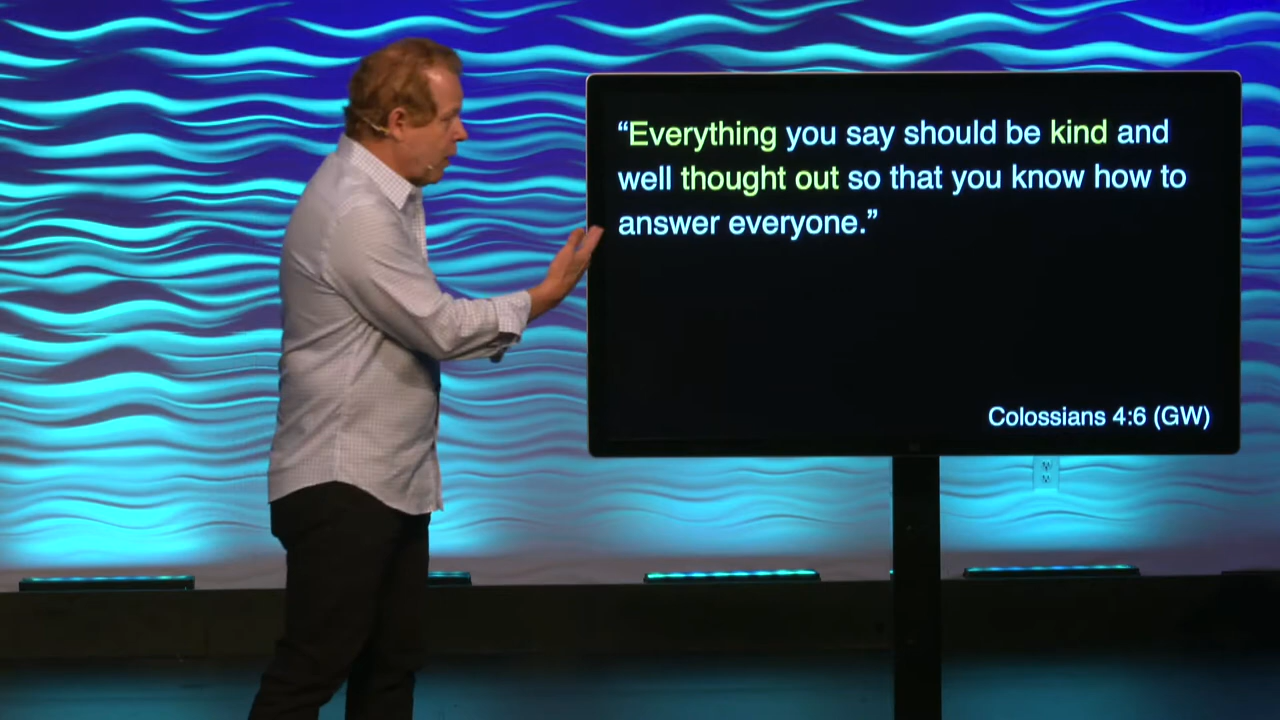 “Everything you say should be kind and
well thought out so that you know how to
answer everyone.”
Colossians 4:6 (GW)